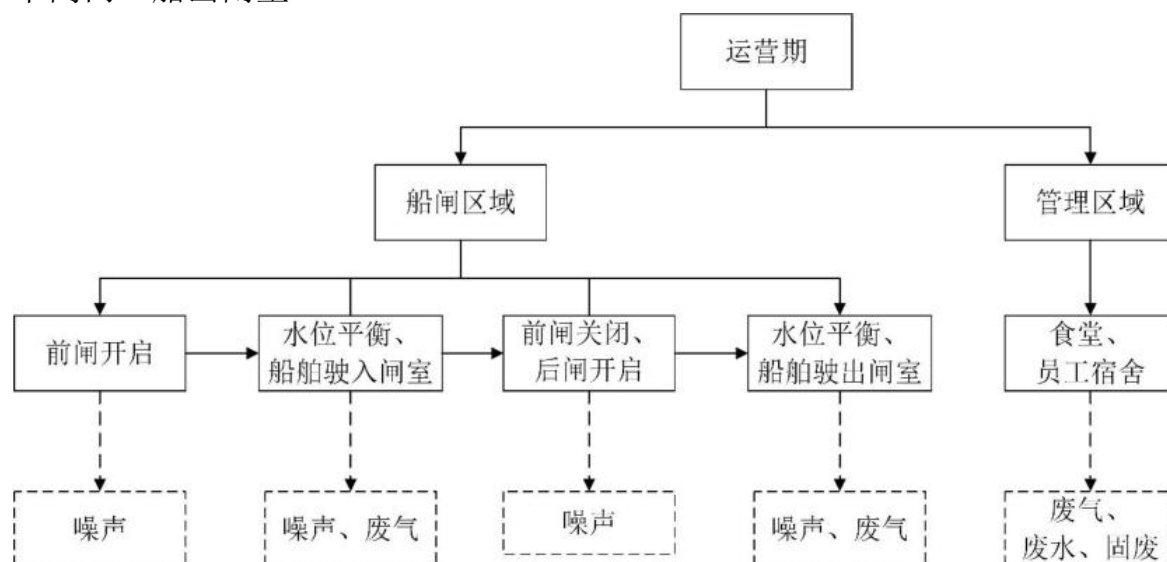 运营期
船闸区域
管理区域
前闸开启
水位平衡、
船舶驶入闸室
前闸关闭、
后闸开启
水位平衡、
船舶驶出闸室
食堂、
员工宿舍
噪声
噪声、废气
噪声
噪声、废气
废气、
废水、固废